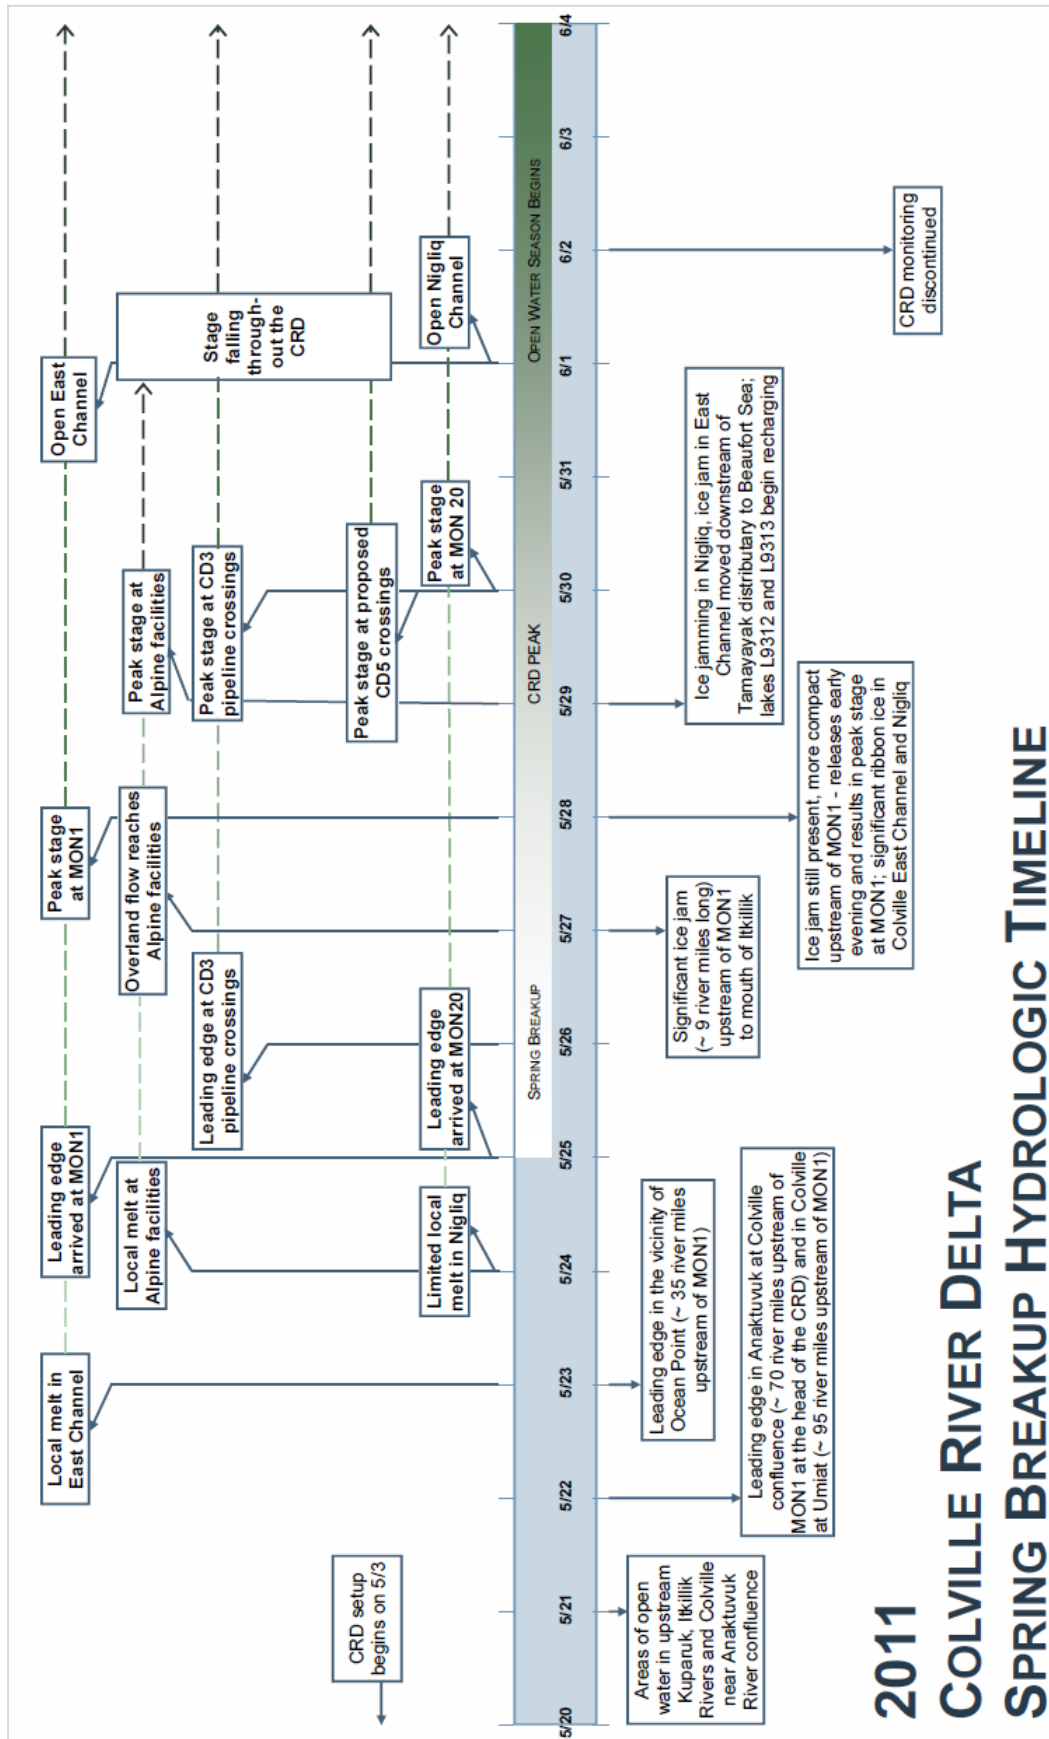 Open East
Channel
Peak stage
at MON1
Leading edge
arrived at MON1
Local melt in
East Channel
Stage
falling
through-
out the
CRD
Peak stage at
Alpine facilities
Overland flow reaches
Alpine facilities
Local melt at
Alpine facilities
Peak stage at CD3
pipeline crossings
Leading edge at CD3
pipeline crossings
Peak stage at proposed
CD5 crossings
CRD setup
begins on 5/3
Open Nigliq
Channel
Peak stage
at MON 20
Leading edge
arrived at MON20
Limited local
melt in Nigliq
SPRING BREAKUP
CRD PEAK
OPEN WATER SEASON BEGINS
5/20
5/21
5/22
5/23
5/24
5/25
5/26
5/27
5/28
5/29
5/30
5/31
6/1
6/2
6/3
6/4
Areas of open
water in upstream
Kuparuk, Itkillik
Rivers and Colville
near Anaktuvuk
River confluence
Leading edge in Anaktuvuk at Colville
confluence (~ 70 river miles upstream of
MON1 at the head of the CRD) and in Colville
at Umiat (~ 95 river miles upstream of MON1)
Leading edge in the vicinity of
Ocean Point (~ 35 river miles
upstream of MON1)
Significant ice jam
(~ 9 river miles long)
upstream of MON1
to mouth of Itkillik
Ice jam still present, more compact
upstream of MON1 - releases early
evening and results in peak stage
at MON1; significant ribbon ice in
Colville East Channel and Nigliq
Ice jamming in Nigliq, ice jam in East
Channel moved downstream of
Tamayayak distributary to Beaufort Sea;
lakes L9312 and L9313 begin recharging
CRD monitoring
discontinued
2011
COLVILLE RIVER DELTA
SPRING BREAKUP HYDROLOGIC TIMELINE